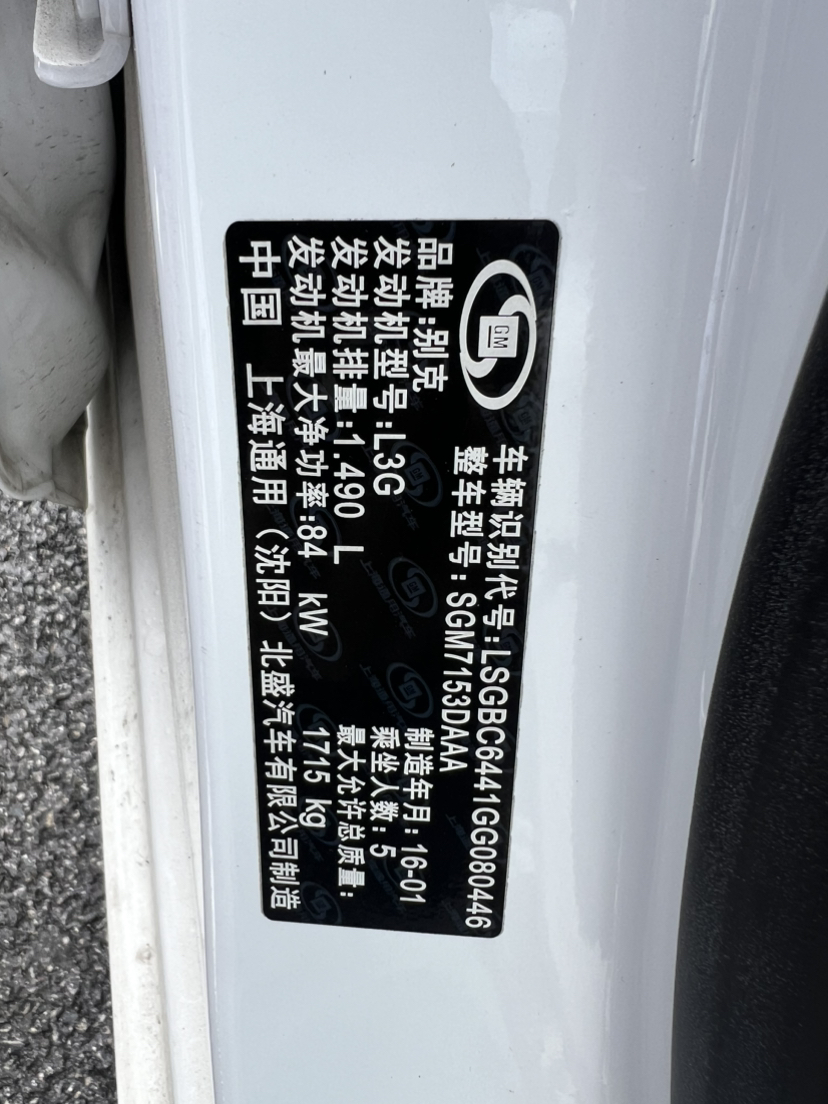 GM
车辆识别代号:LSGBC6441GG080446
整车型号:SGM7153DAAA
品牌:别克
发动机型号:L3G
制造年月:16-01
发动机排量:1.490 L
乘坐人数:5
发动机最大净功率:84 kW
最大允许总质量:
1715 kg
中国 上海通用(沈阳)北盛汽车有限公司制造